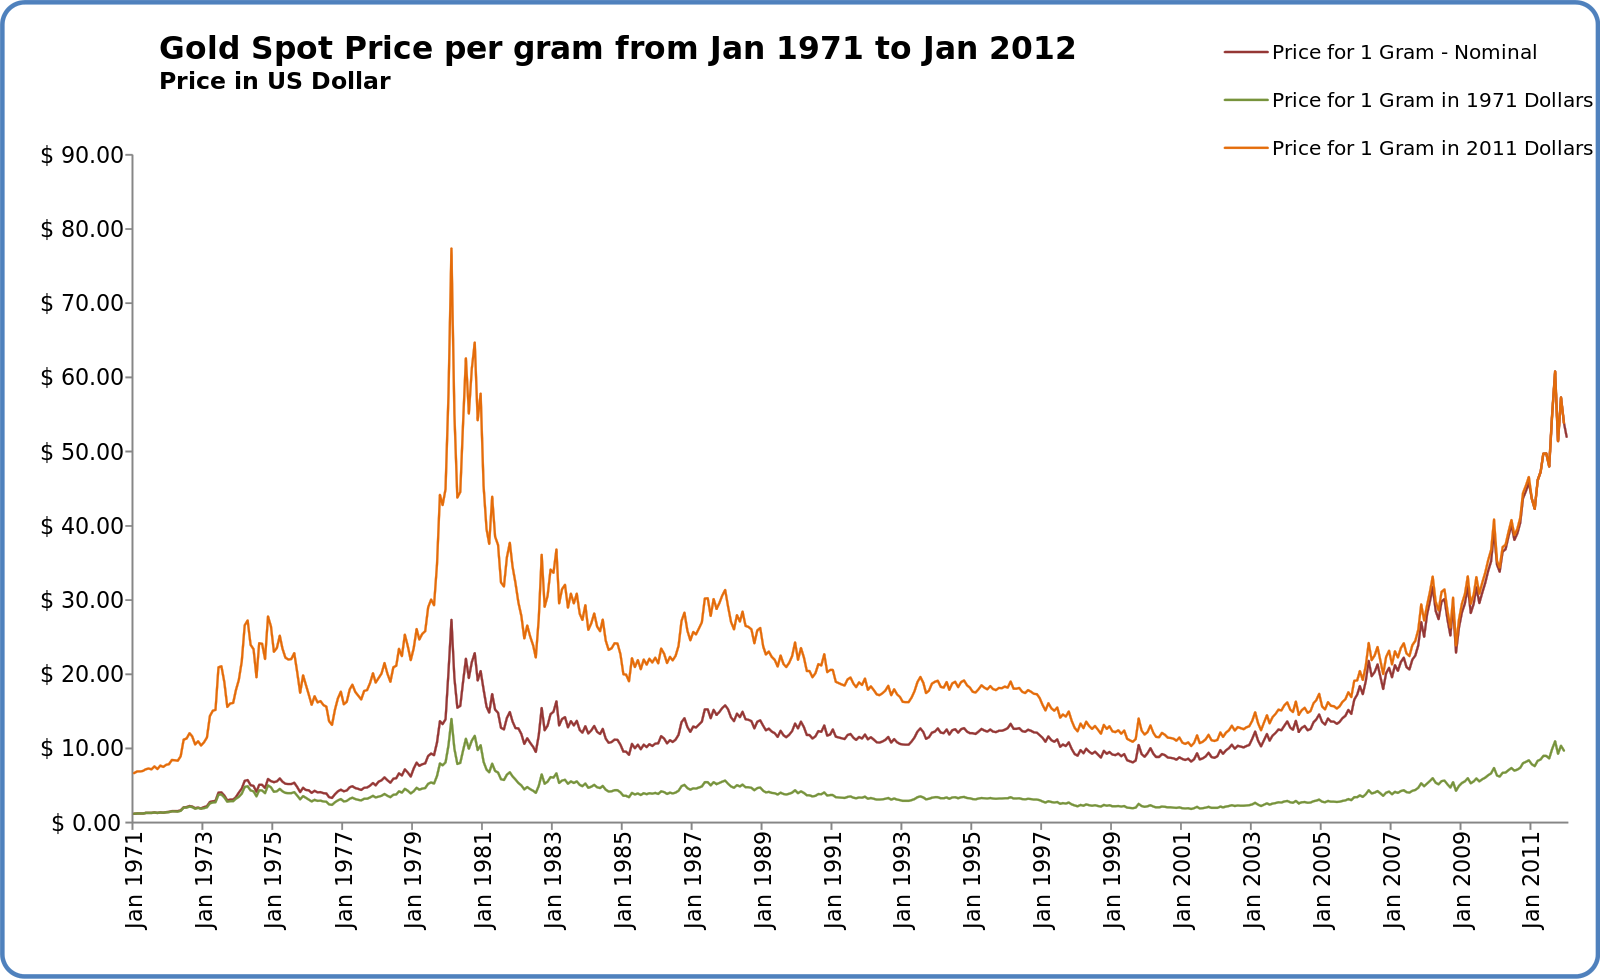 Gold Spot Price per gram from Jan 1971 to Jan 2012
Price in US Dollar
Price for 1 Gram - Nominal
Price for 1 Gram in 1971 Dollars
Price for 1 Gram in 2011 Dollars
$ 90.00
$ 80.00
$ 70.00
$ 60.00
$ 50.00
$ 40.00
$ 30.00
$ 20.00
$ 10.00
$ 0.00
Jan 1971
Jan 1973
Jan 1975
Jan 1977
Jan 1979
Jan 1981
Jan 1983
Jan 1985
Jan 1987
Jan 1989
Jan 1991
Jan 1993
Jan 1995
Jan 1997
Jan 1999
Jan 2001
Jan 2003
Jan 2005
Jan 2007
Jan 2009
Jan 2011